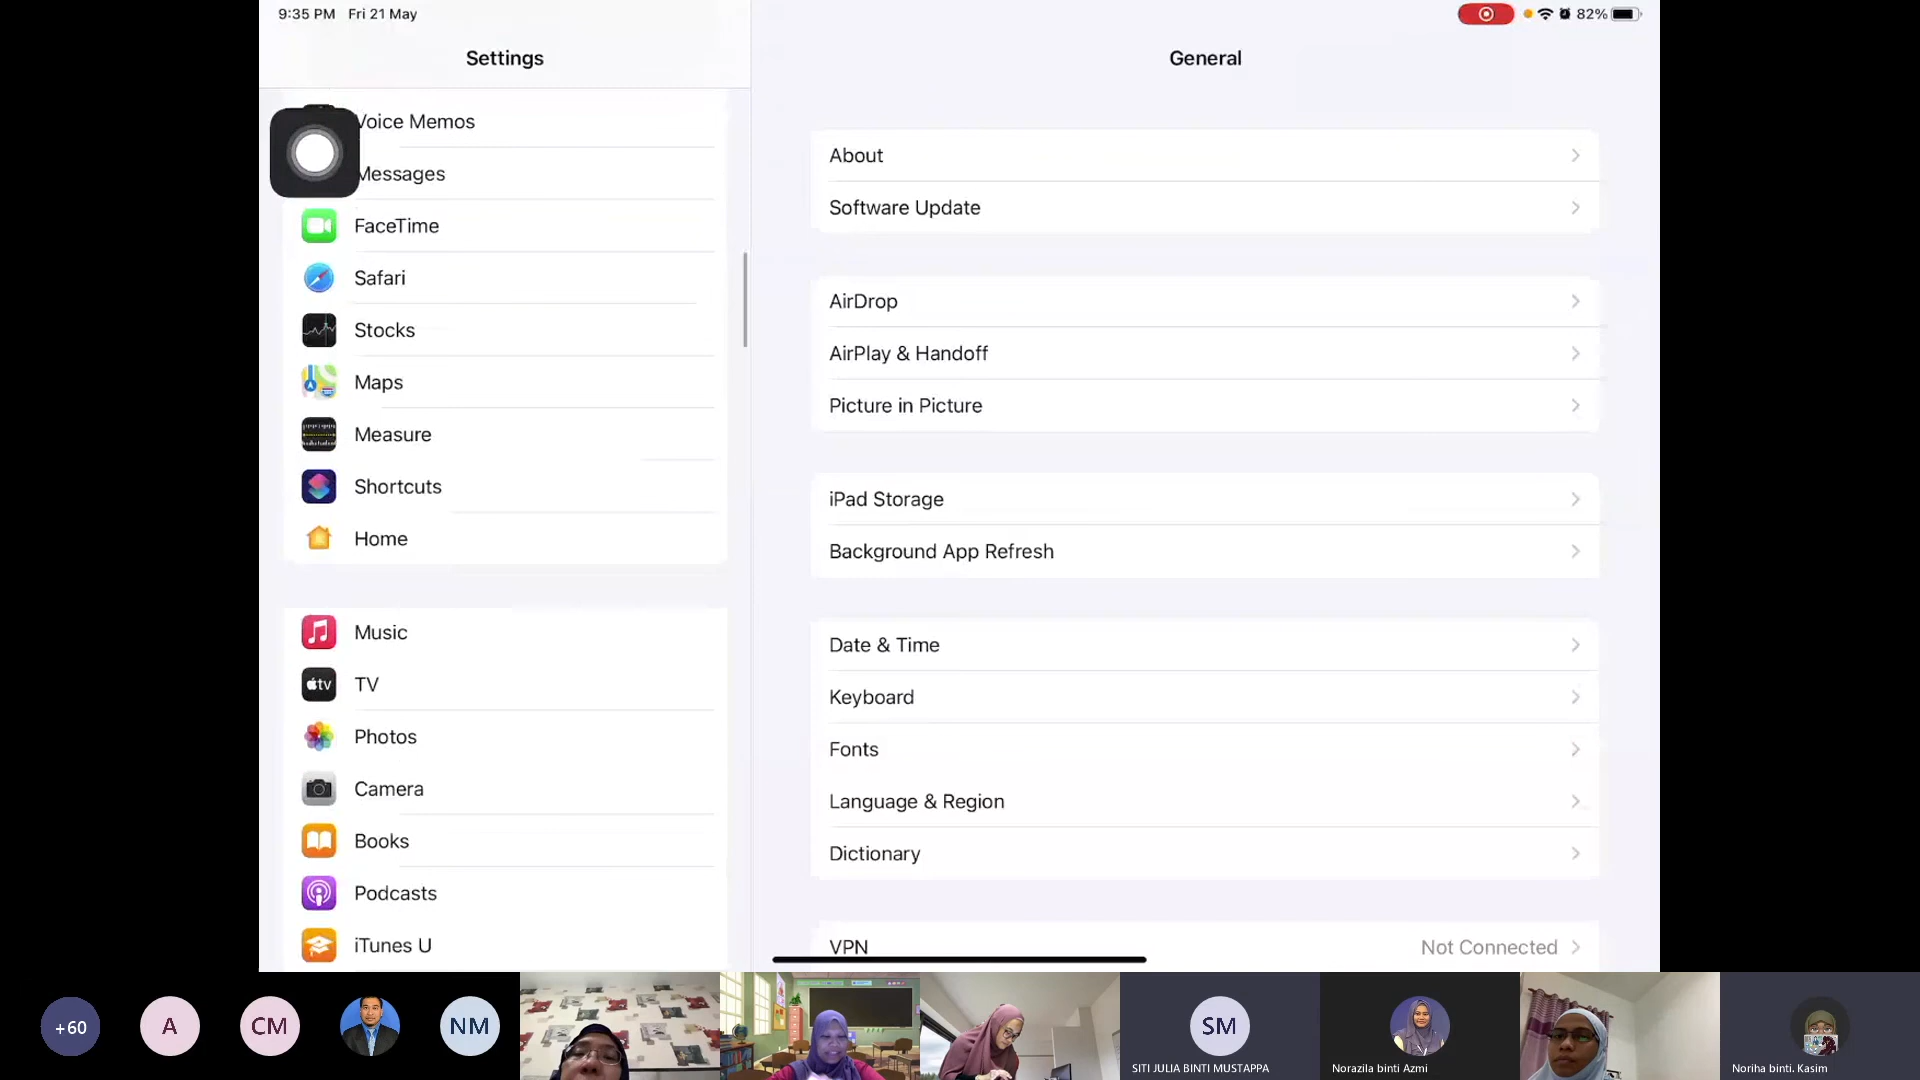 9:35 PM Fri 21 May
82%
Settings
Voice Memos
Messages
FaceTime
Safari
Stocks
Maps
Measure
Shortcuts
Home
Music
tv
TV
Photos
Camera
Books
Podcasts
iTunes U
General
About
Software Update
AirDrop
AirPlay & Handoff
Picture in Picture
iPad Storage
Background App Refresh
Date & Time
Keyboard
Fonts
Language & Region
Dictionary
VPN Not Connected
+60
A
CM
NM
SM
SITI JULIA BINTI MUSTAPPA
Norazila binti Azmi
Noriha binti. Kasim